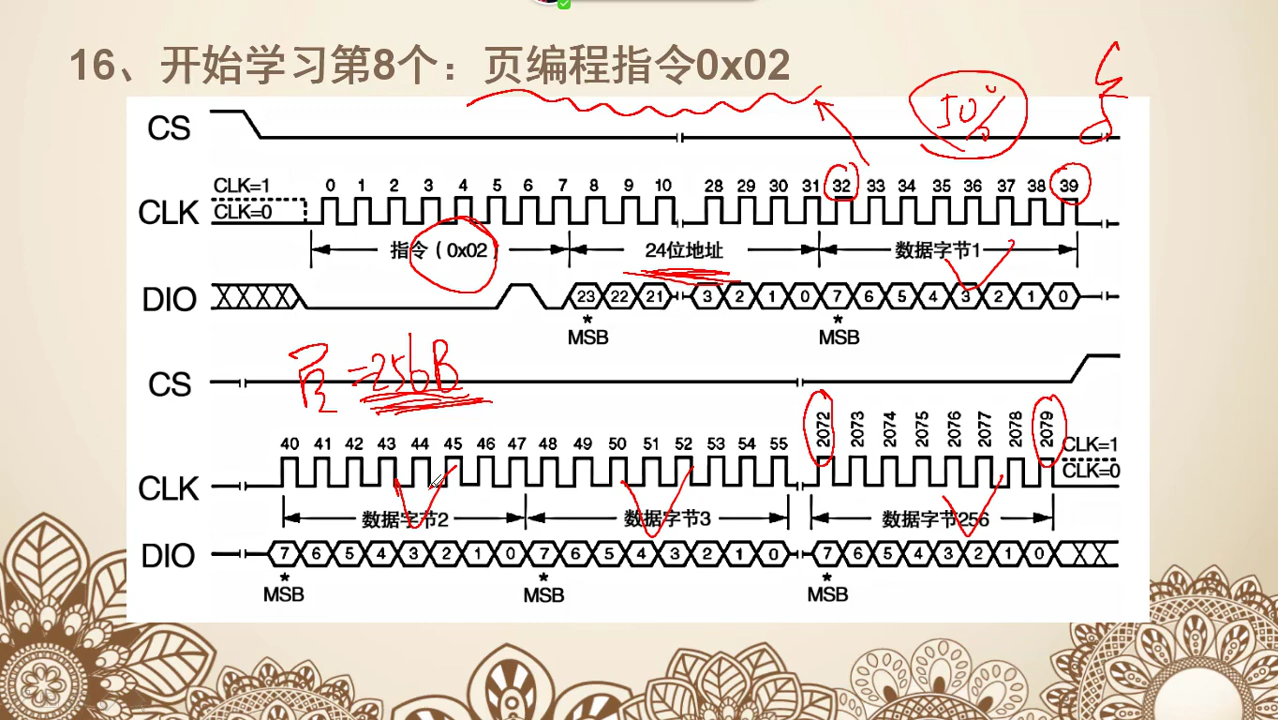 16、开始学习第8个：页编程指令0x02
50%
CS
CLK=1
CLK=0
CLK
0 1 2 3 4 5 6 7 8 9 10 28 29 30 31 32 33 34 35 36 37 38 39
指令（0x02） 24位地址 数据字节1
DIO
23 22 21 3 2 1 0 7 6 5 4 3 2 1 0
* *
MSB MSB
页=256B
CS
40 41 42 43 44 45 46 47 48 49 50 51 52 53 54 55 2072 2073 2074 2075 2076 2077 2078 2079
CLK=1
CLK=0
CLK
数据字节2 数据字节3 数据字节256
DIO
7 6 5 4 3 2 1 0 7 6 5 4 3 2 1 0 7 6 5 4 3 2 1 0
* * *
MSB MSB MSB